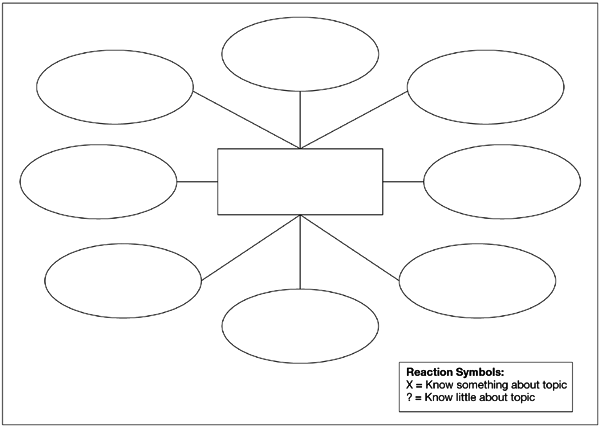 Reaction Symbols:
X = Know something about topic
? = Know little about topic